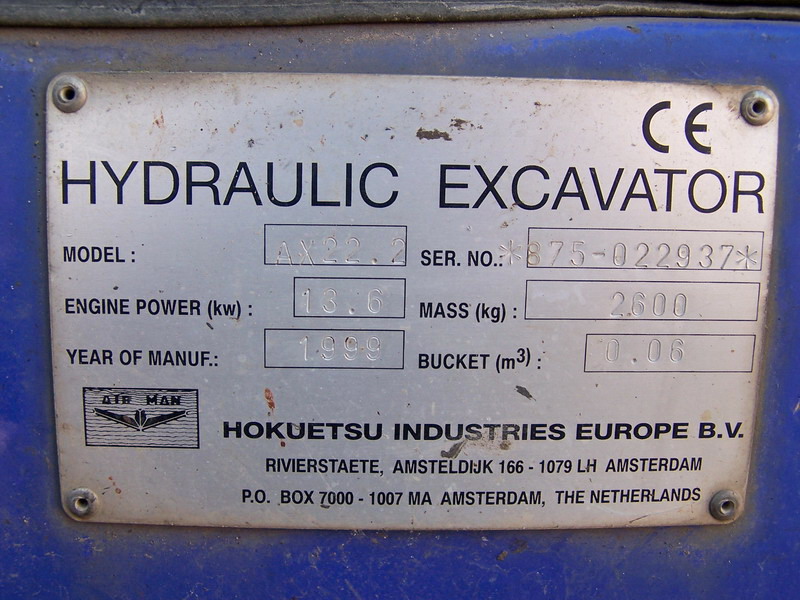 CE
HYDRAULIC EXCAVATOR
MODEL : AX22.2 SER. NO.: *875-022937*
ENGINE POWER (kw) : 13.6 MASS (kg) : 2600
YEAR OF MANUF.: 1999 BUCKET (m³) : 0.06
AIR MAN
HOKUETSU INDUSTRIES EUROPE B.V.
RIVIERSTAETE, AMSTELDIJK 166 - 1079 LH AMSTERDAM
P.O. BOX 7000 - 1007 MA AMSTERDAM, THE NETHERLANDS